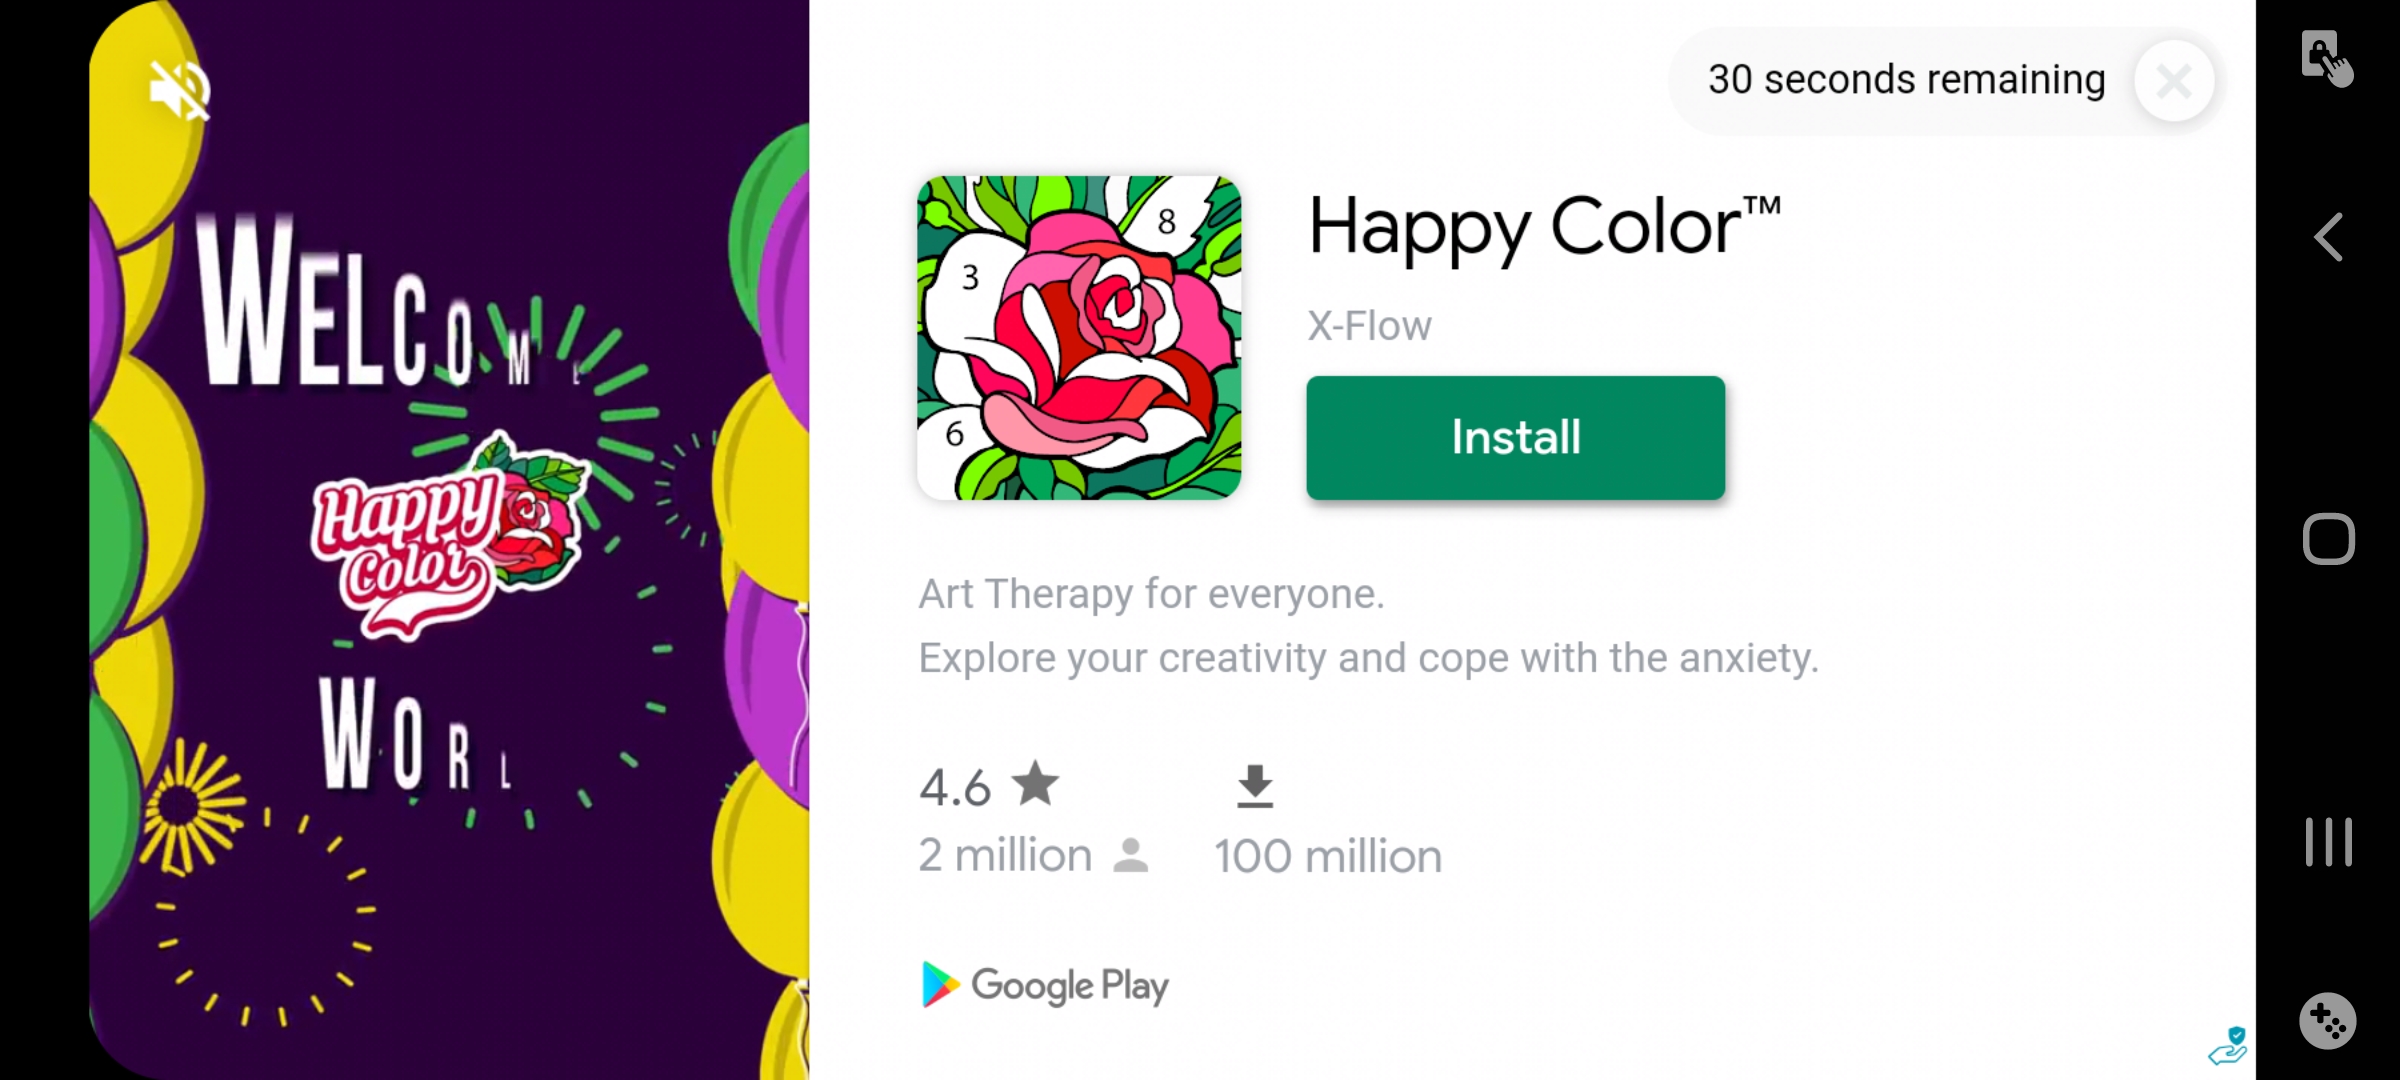 WELCOME
Happy
Color
WORL
30 seconds remaining
8
3
6
Happy Color™
X-Flow
Install
Art Therapy for everyone.
Explore your creativity and cope with the anxiety.
4.6
2 million
100 million
Google Play